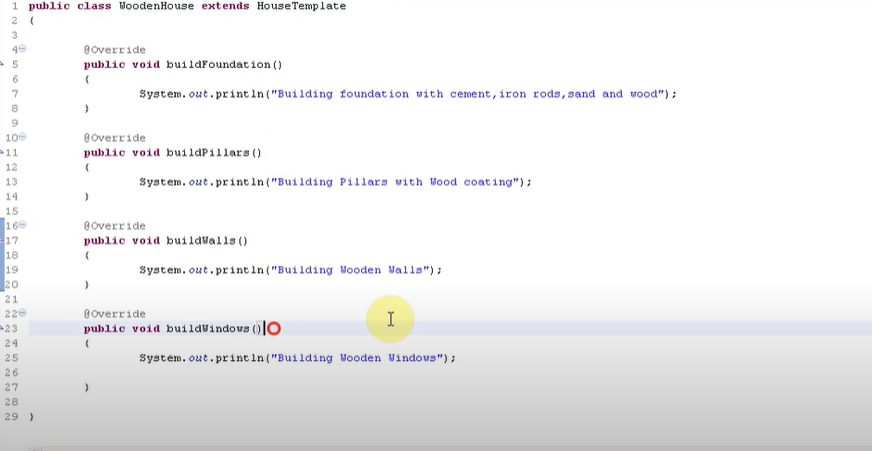 1 public class WoodenHouse extends HouseTemplate
2 {
3
4 @Override
5 public void buildFoundation()
6 {
7 System.out.println("Building foundation with cement,iron rods,sand and wood");
8 }
9
10 @Override
11 public void buildPillars()
12 {
13 System.out.println("Building Pillars with Wood coating");
14 }
15
16 @Override
17 public void buildWalls()
18 {
19 System.out.println("Building Wooden Walls");
20 }
21
22 @Override
23 public void buildWindows()
24 {
25 System.out.println("Building Wooden Windows");
26
27 }
28
29 }